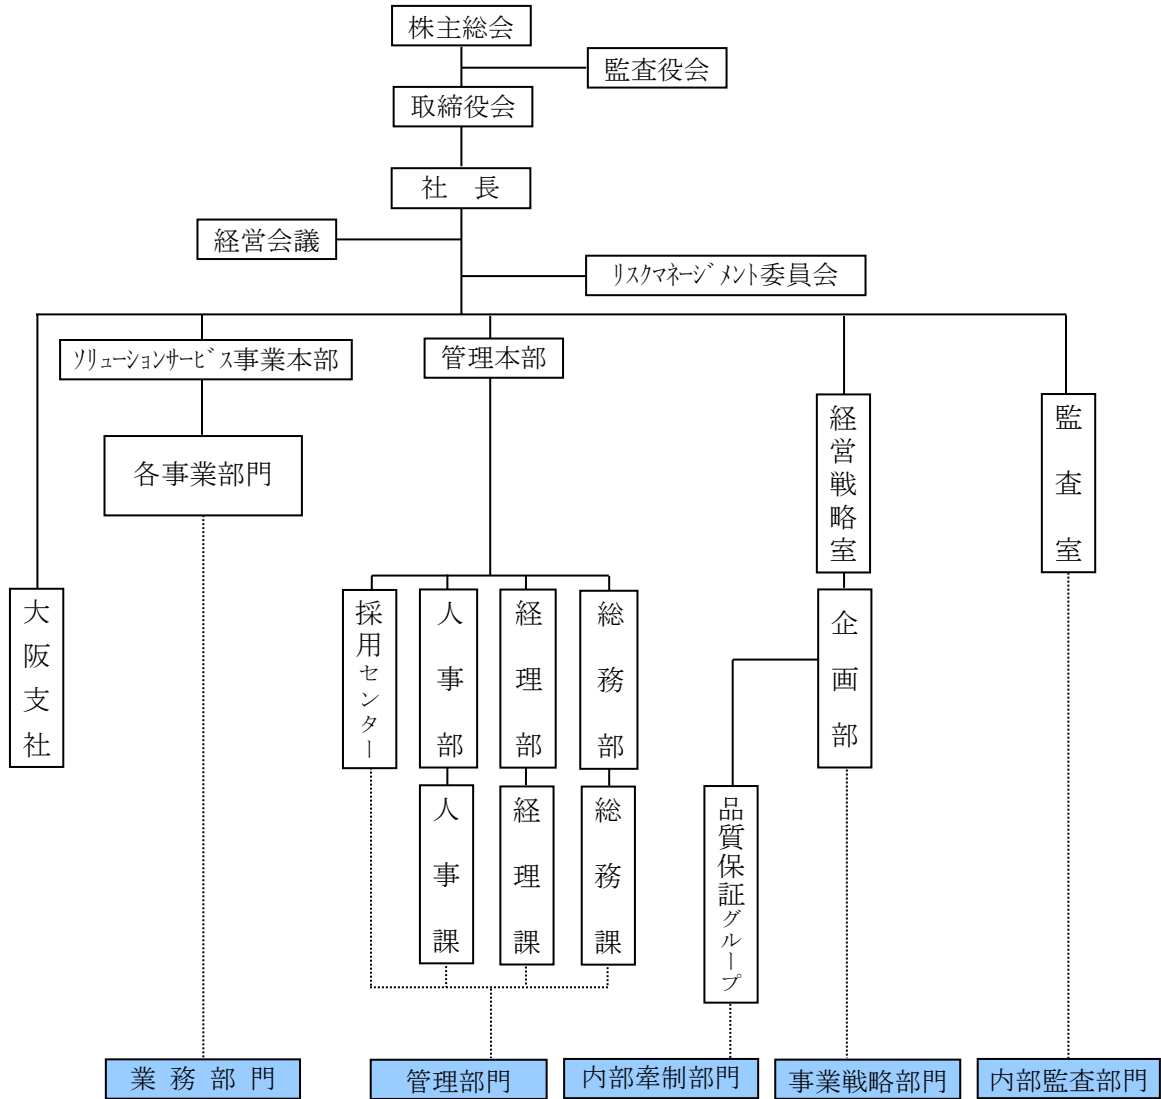 株主総会
監査役会
取締役会
社　長
経営会議
ﾘｽｸﾏﾈｰｼﾞﾒﾝﾄ委員会
ｿﾘｭｰｼｮﾝｻｰﾋﾞｽ事業本部
管理本部
経営戦略室
監査室
各事業部門
大阪支社
採用センター
人事部
経理部
総務部
企画部
人事課
経理課
総務課
品質保証グループ
業務部門
管理部門
内部牽制部門
事業戦略部門
内部監査部門